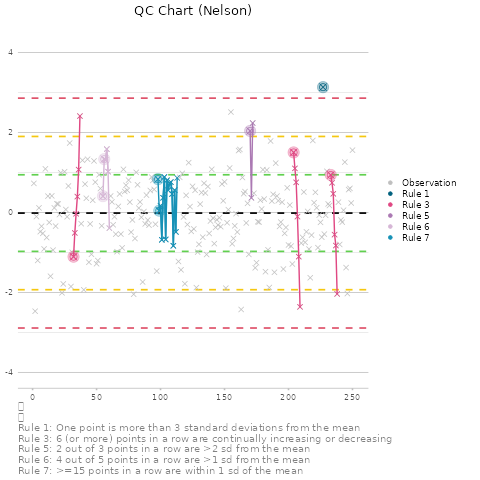 QC Chart (Nelson)
4
2
0
-2
-4
0
50
100
150
200
250
Observation
Rule 1
Rule 3
Rule 5
Rule 6
Rule 7
Rule 1: One point is more than 3 standard deviations from the mean
Rule 3: 6 (or more) points in a row are continually increasing or decreasing
Rule 5: 2 out of 3 points in a row are >2 sd from the mean
Rule 6: 4 out of 5 points in a row are >1 sd from the mean
Rule 7: >=15 points in a row are within 1 sd of the mean